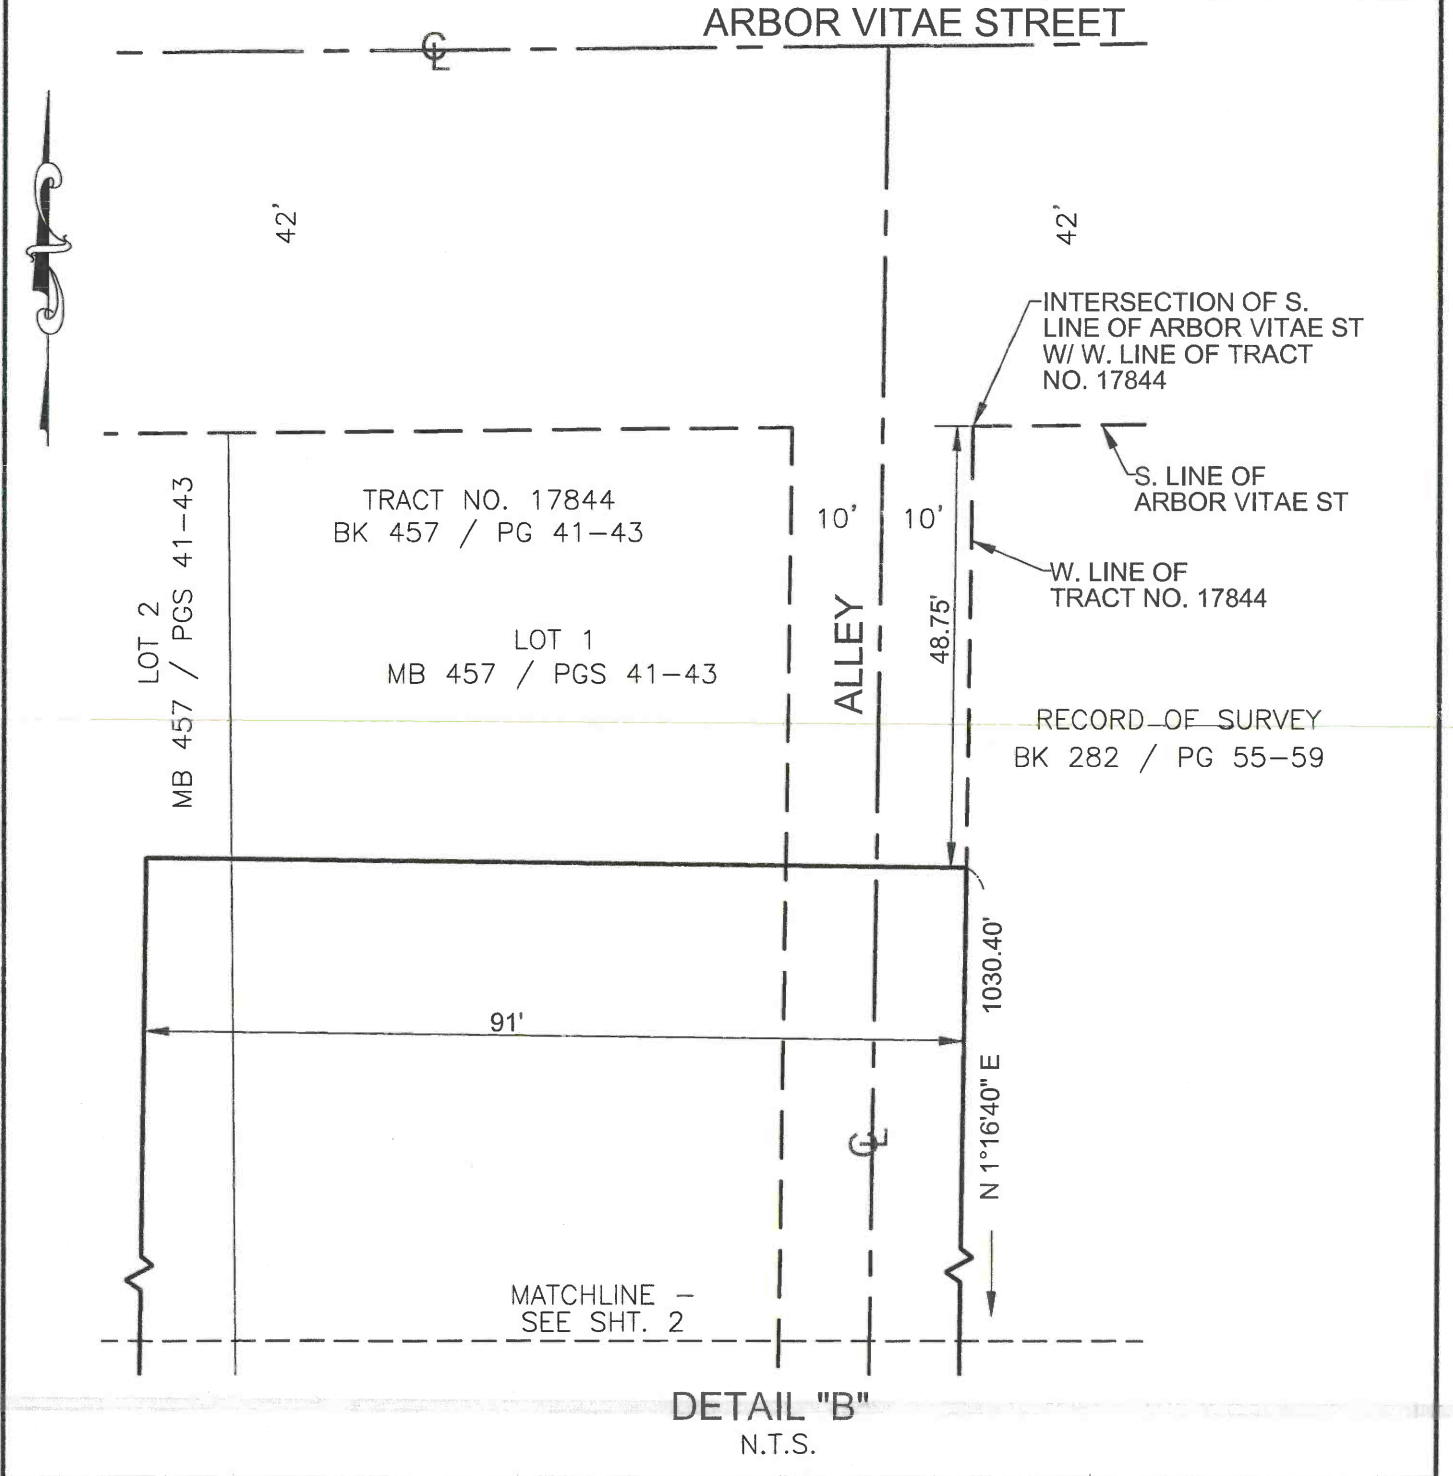 ARBOR VITAE STREET
CL
42'
42'
INTERSECTION OF S.
LINE OF ARBOR VITAE ST
W/ W. LINE OF TRACT
NO. 17844
S. LINE OF
ARBOR VITAE ST
TRACT NO. 17844
BK 457 / PG 41-43
10'
10'
W. LINE OF
TRACT NO. 17844
LOT 2
MB 457 / PGS 41-43
LOT 1
MB 457 / PGS 41-43
ALLEY
48.75'
RECORD OF SURVEY
BK 282 / PG 55-59
91'
N 1°16'40" E 1030.40'
CL
MATCHLINE -
SEE SHT. 2
DETAIL "B"
N.T.S.